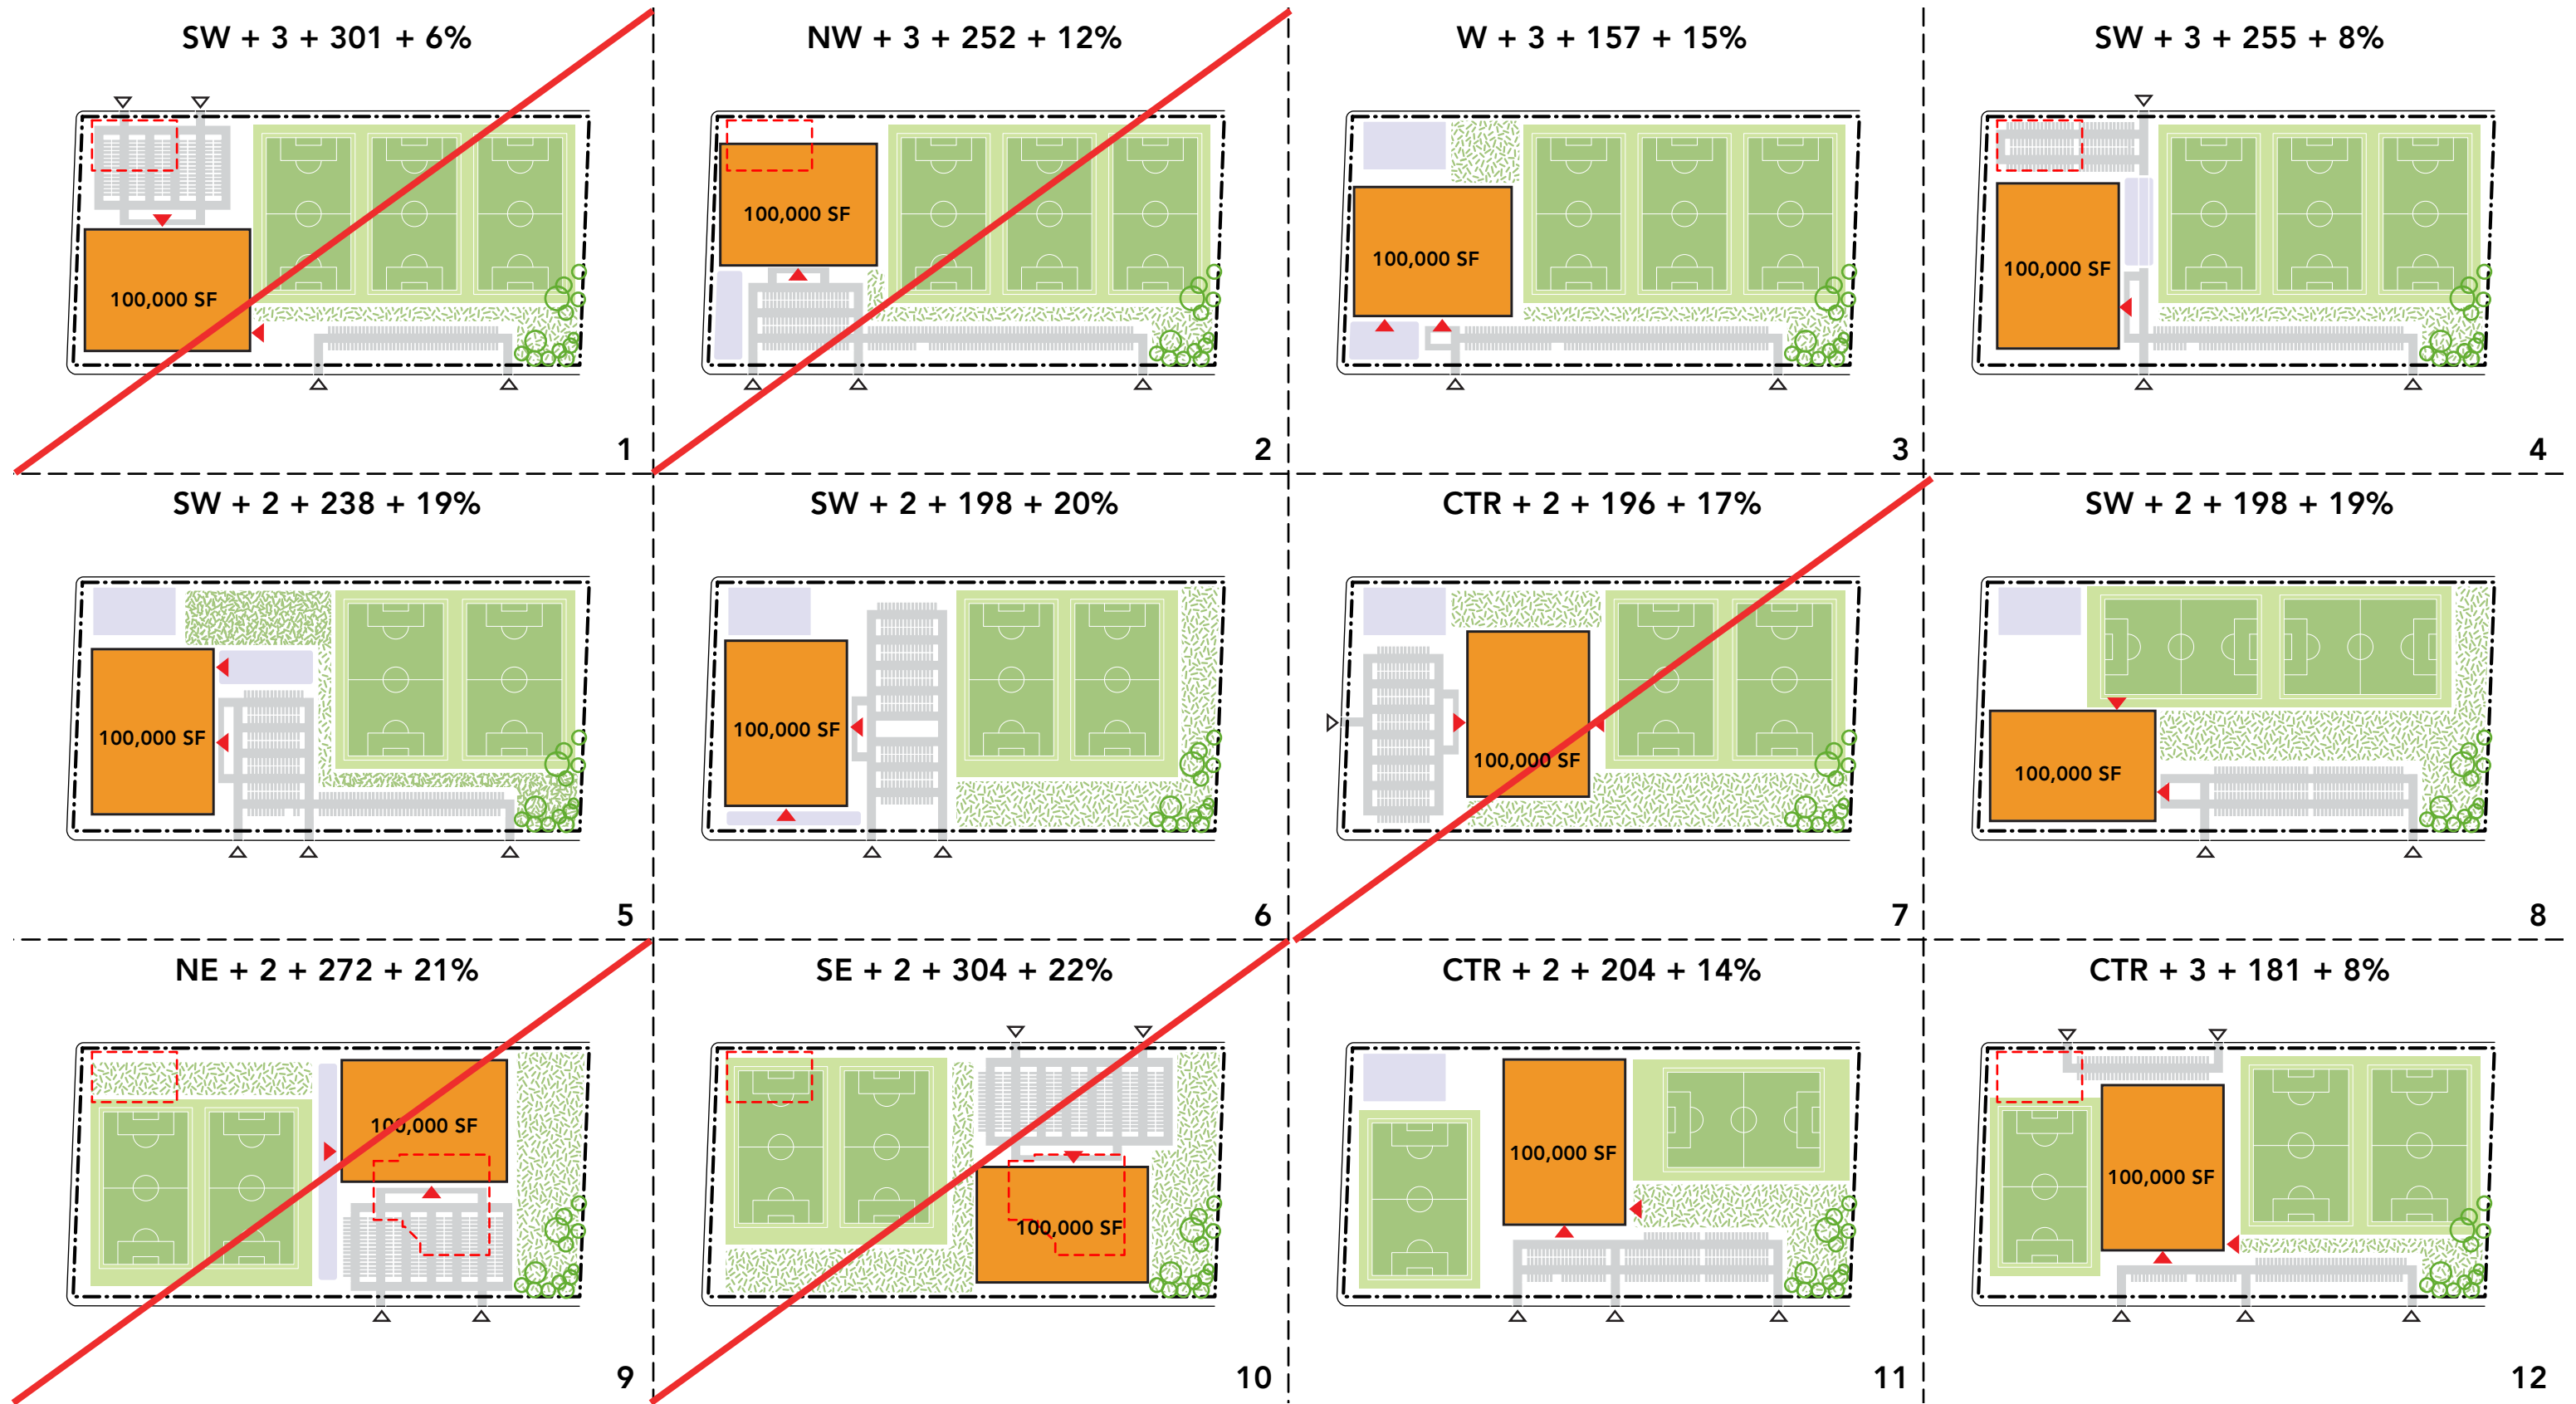 SW + 3 + 301 + 6%
100,000 SF
1
NW + 3 + 252 + 12%
100,000 SF
2
W + 3 + 157 + 15%
100,000 SF
3
SW + 3 + 255 + 8%
100,000 SF
4
SW + 2 + 238 + 19%
100,000 SF
5
SW + 2 + 198 + 20%
100,000 SF
6
CTR + 2 + 196 + 17%
100,000 SF
7
SW + 2 + 198 + 19%
100,000 SF
8
NE + 2 + 272 + 21%
100,000 SF
9
SE + 2 + 304 + 22%
100,000 SF
10
CTR + 2 + 204 + 14%
100,000 SF
11
CTR + 3 + 181 + 8%
100,000 SF
12